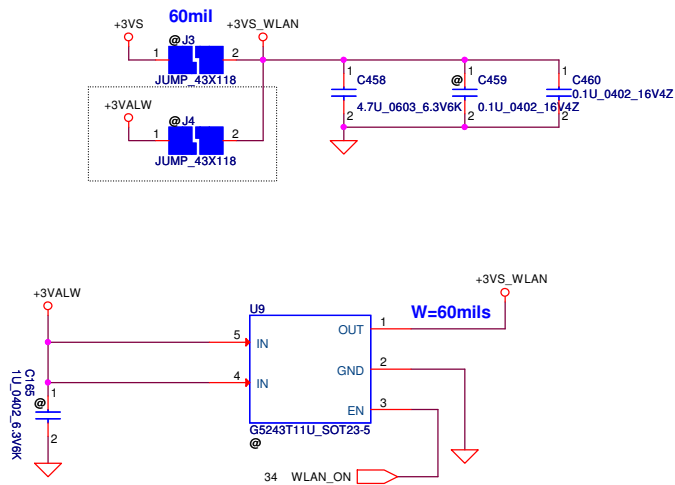 60mil
+3VS
+3VS_WLAN
@ J3
1
2
JUMP_43X118
+3VALW
@ J4
1
2
JUMP_43X118
1
C458
4.7U_0603_6.3V6K
2
1
@
C459
0.1U_0402_16V4Z
2
1
C460
0.1U_0402_16V4Z
2
+3VALW
+3VS_WLAN
U9
W=60mils
5
IN
OUT
1
4
IN
GND
2
EN
3
G5243T11U_SOT23-5
@
C165
1U_0402_6.3V6K
@
1
2
34 WLAN_ON